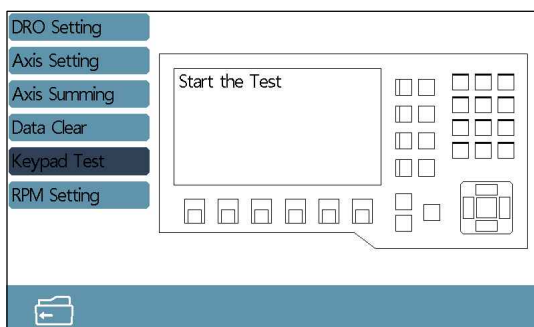 DRO Setting
Axis Setting
Axis Summing
Data Clear
Keypad Test
RPM Setting
Start the Test